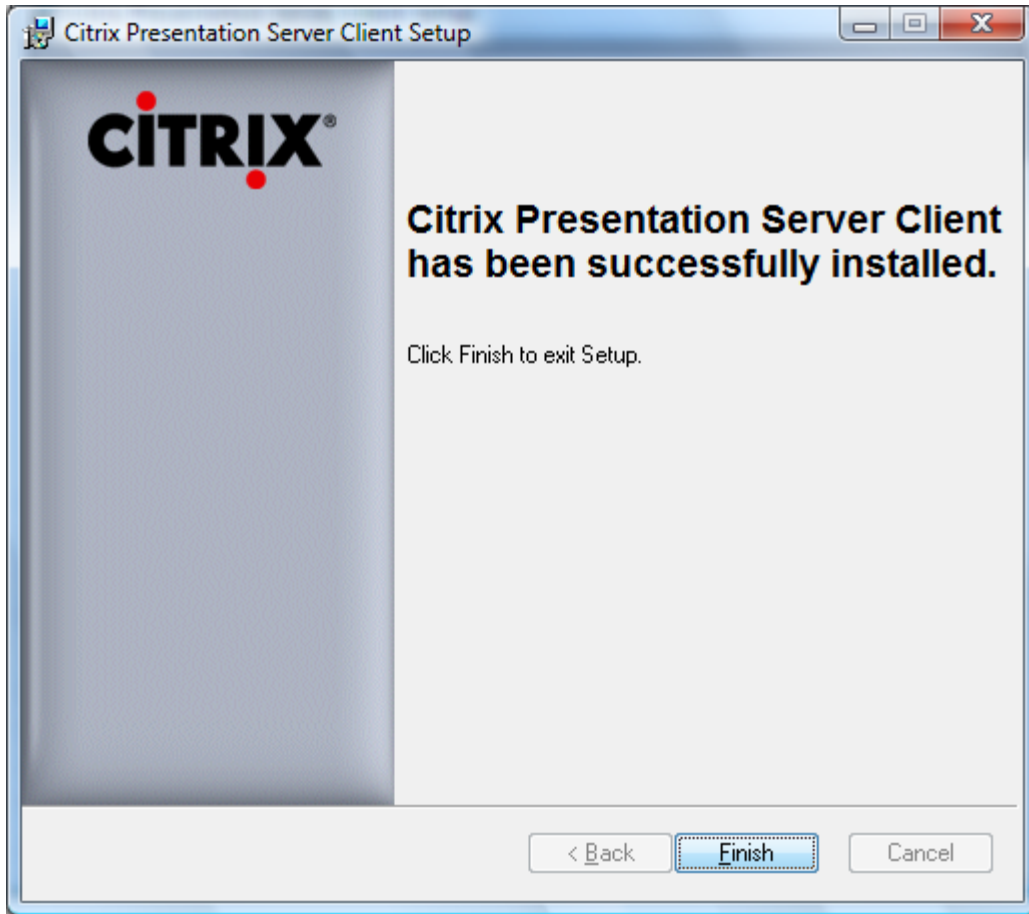 Citrix Presentation Server Client Setup
CITRIX®
Citrix Presentation Server Client
has been successfully installed.
Click Finish to exit Setup.
< Back
Finish
Cancel